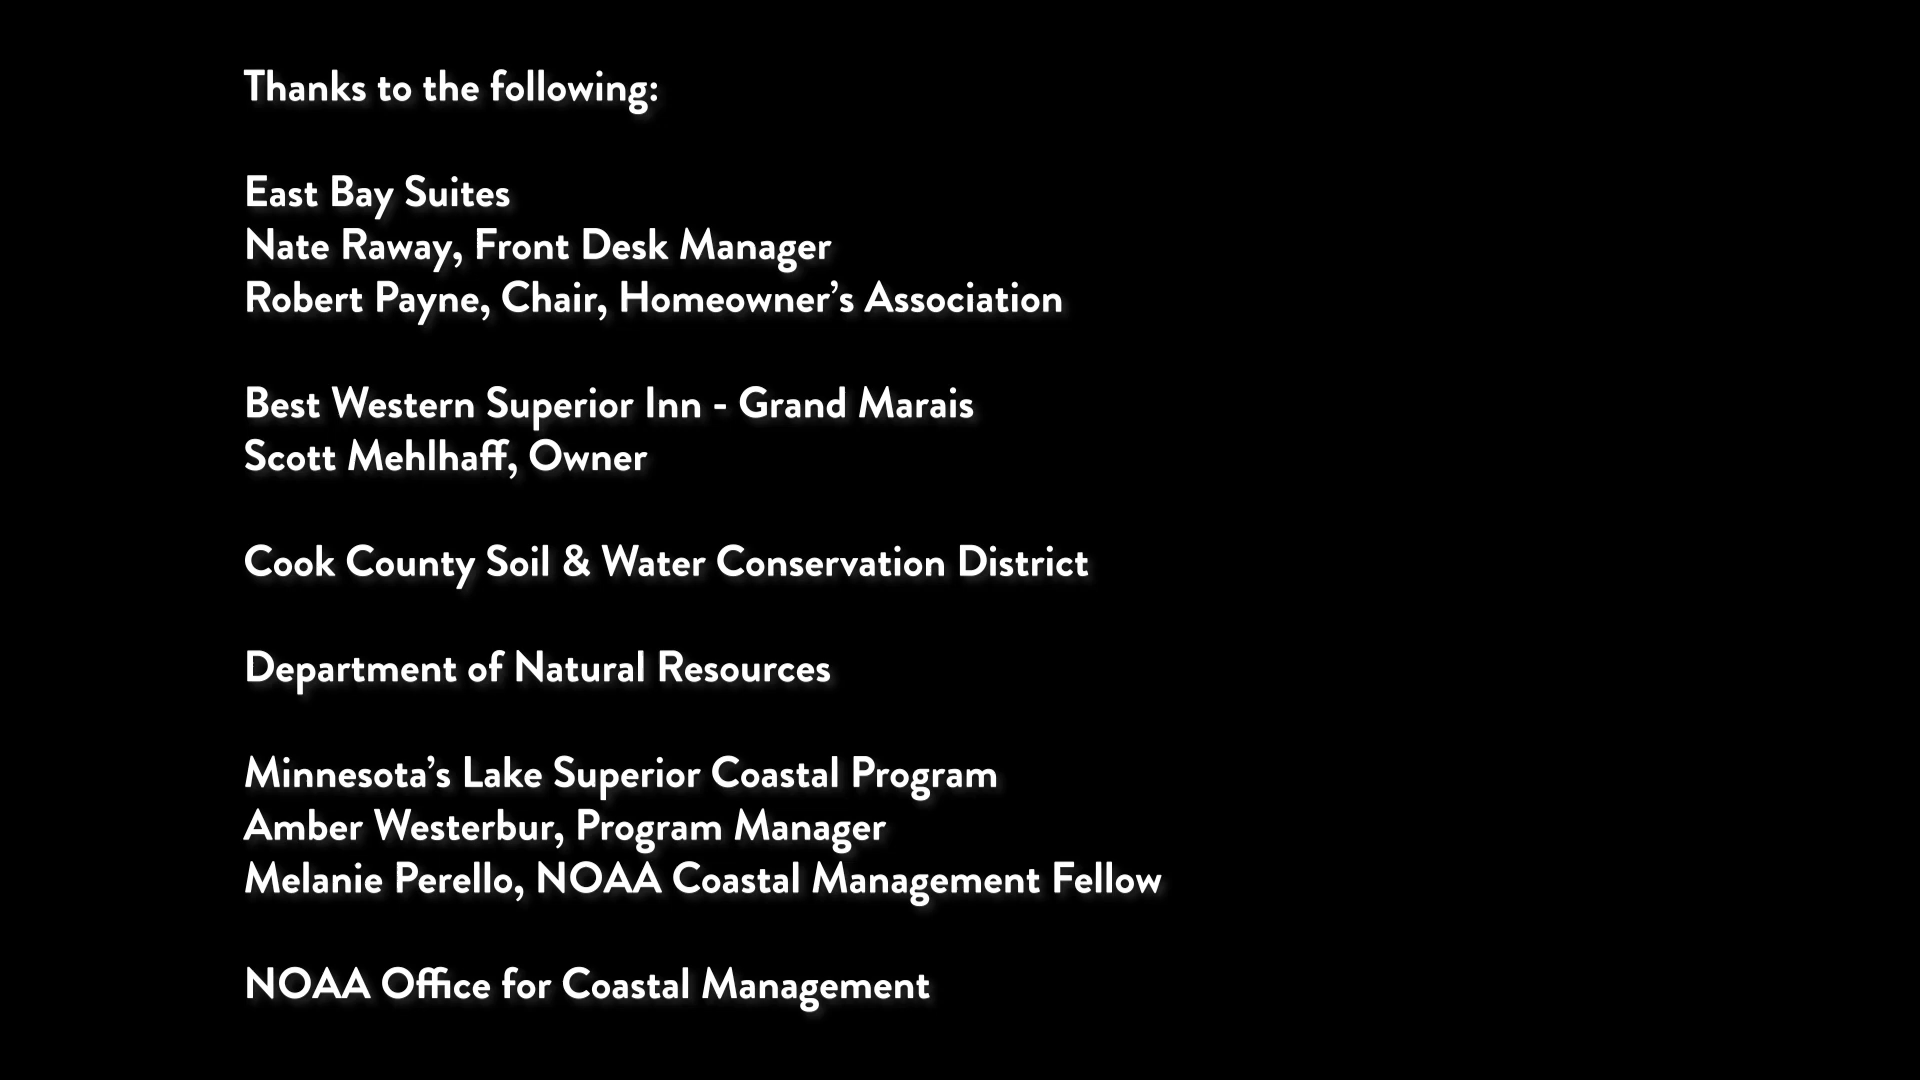 Thanks to the following:
East Bay Suites
Nate Raway, Front Desk Manager
Robert Payne, Chair, Homeowner’s Association
Best Western Superior Inn - Grand Marais
Scott Mehlhaff, Owner
Cook County Soil & Water Conservation District
Department of Natural Resources
Minnesota’s Lake Superior Coastal Program
Amber Westerbur, Program Manager
Melanie Perello, NOAA Coastal Management Fellow
NOAA Office for Coastal Management